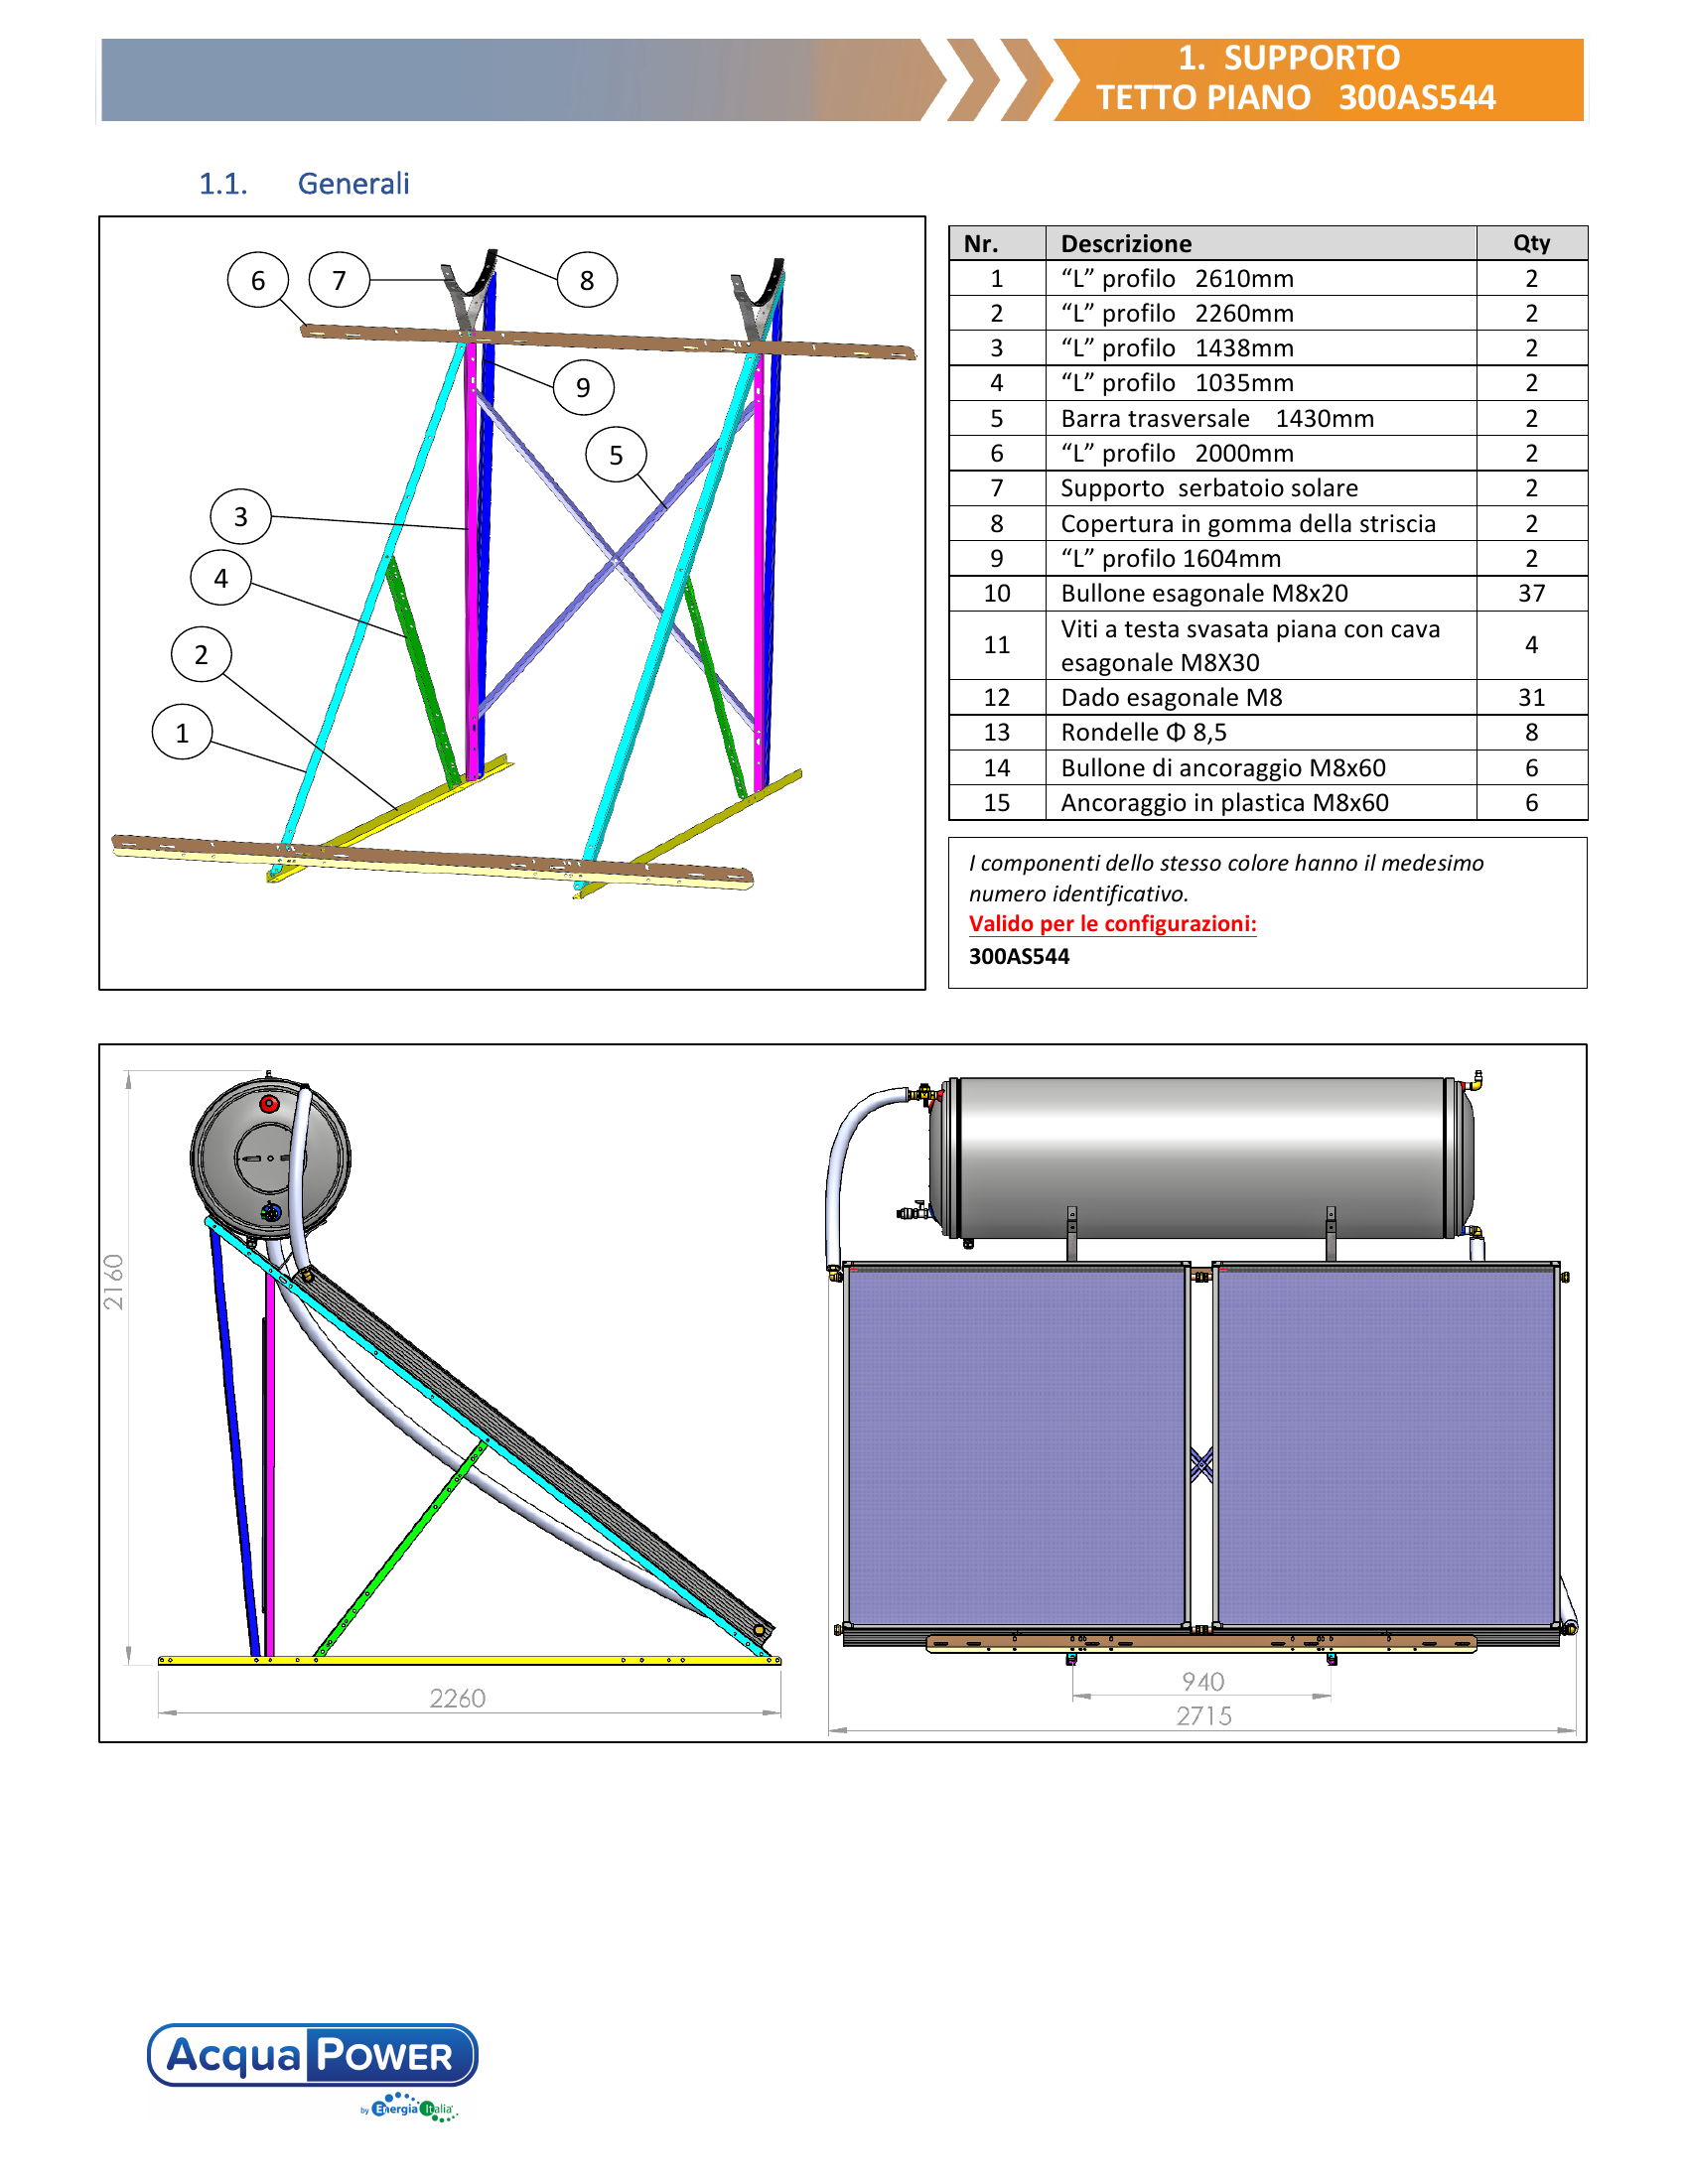 1. SUPPORTO
TETTO PIANO 300AS544
1.1. Generali
6
7
8
9
5
3
4
2
1
Nr. Descrizione Qty
1 “L” profilo 2610mm 2
2 “L” profilo 2260mm 2
3 “L” profilo 1438mm 2
4 “L” profilo 1035mm 2
5 Barra trasversale 1430mm 2
6 “L” profilo 2000mm 2
7 Supporto serbatoio solare 2
8 Copertura in gomma della striscia 2
9 “L” profilo 1604mm 2
10 Bullone esagonale M8x20 37
11 Viti a testa svasata piana con cava
esagonale M8X30 4
12 Dado esagonale M8 31
13 Rondelle Φ 8,5 8
14 Bullone di ancoraggio M8x60 6
15 Ancoraggio in plastica M8x60 6
I componenti dello stesso colore hanno il medesimo
numero identificativo.
Valido per le configurazioni:
300AS544
2160
2260
940
2715
Acqua POWER
by Energia Italia